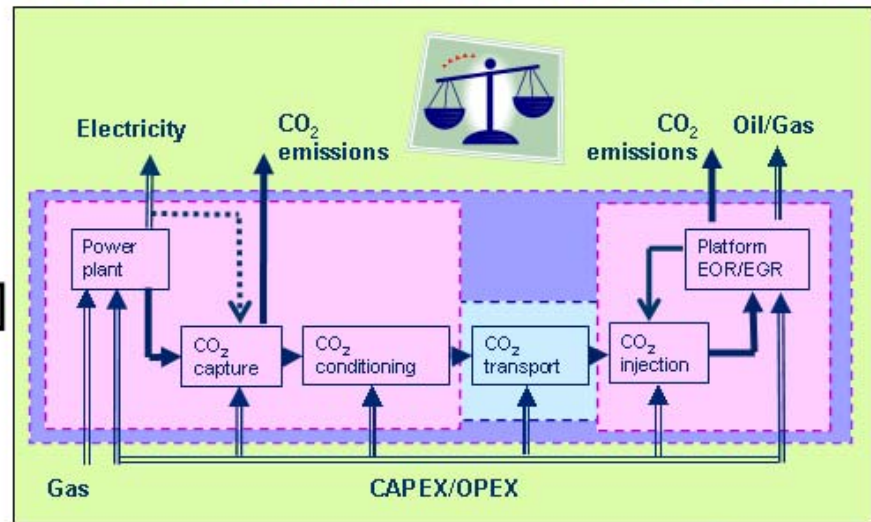 Electricity
CO₂
emissions
CO₂
emissions
Oil/Gas
Power
plant
Platform
EOR/EGR
CO₂
capture
CO₂
conditioning
CO₂
transport
CO₂
injection
Gas
CAPEX/OPEX